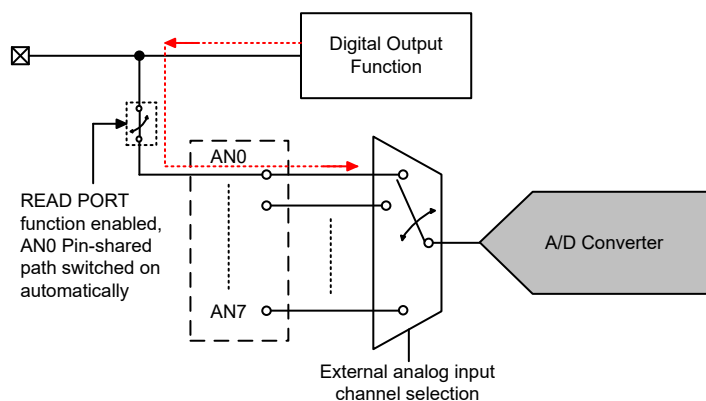 Digital Output
Function
AN0
READ PORT
function enabled,
AN0 Pin-shared
path switched on
automatically
A/D Converter
AN7
External analog input
channel selection